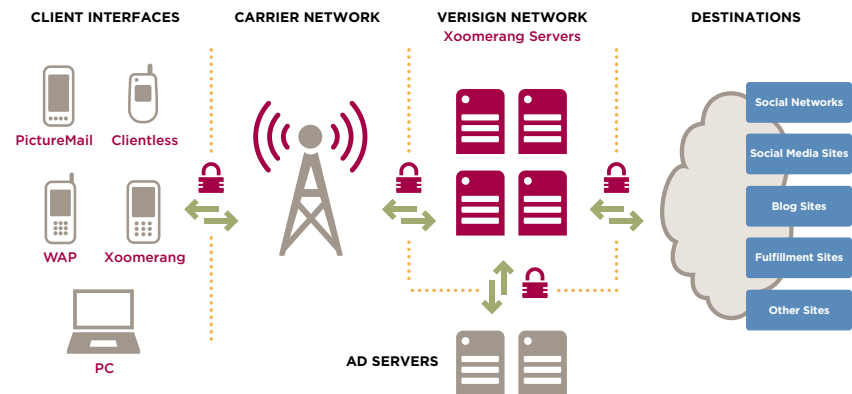 CLIENT INTERFACES
CARRIER NETWORK
VERISIGN NETWORK
Xoomerang Servers
DESTINATIONS
PictureMail
Clientless
WAP
Xoomerang
PC
AD SERVERS
Social Networks
Social Media Sites
Blog Sites
Fulfillment Sites
Other Sites